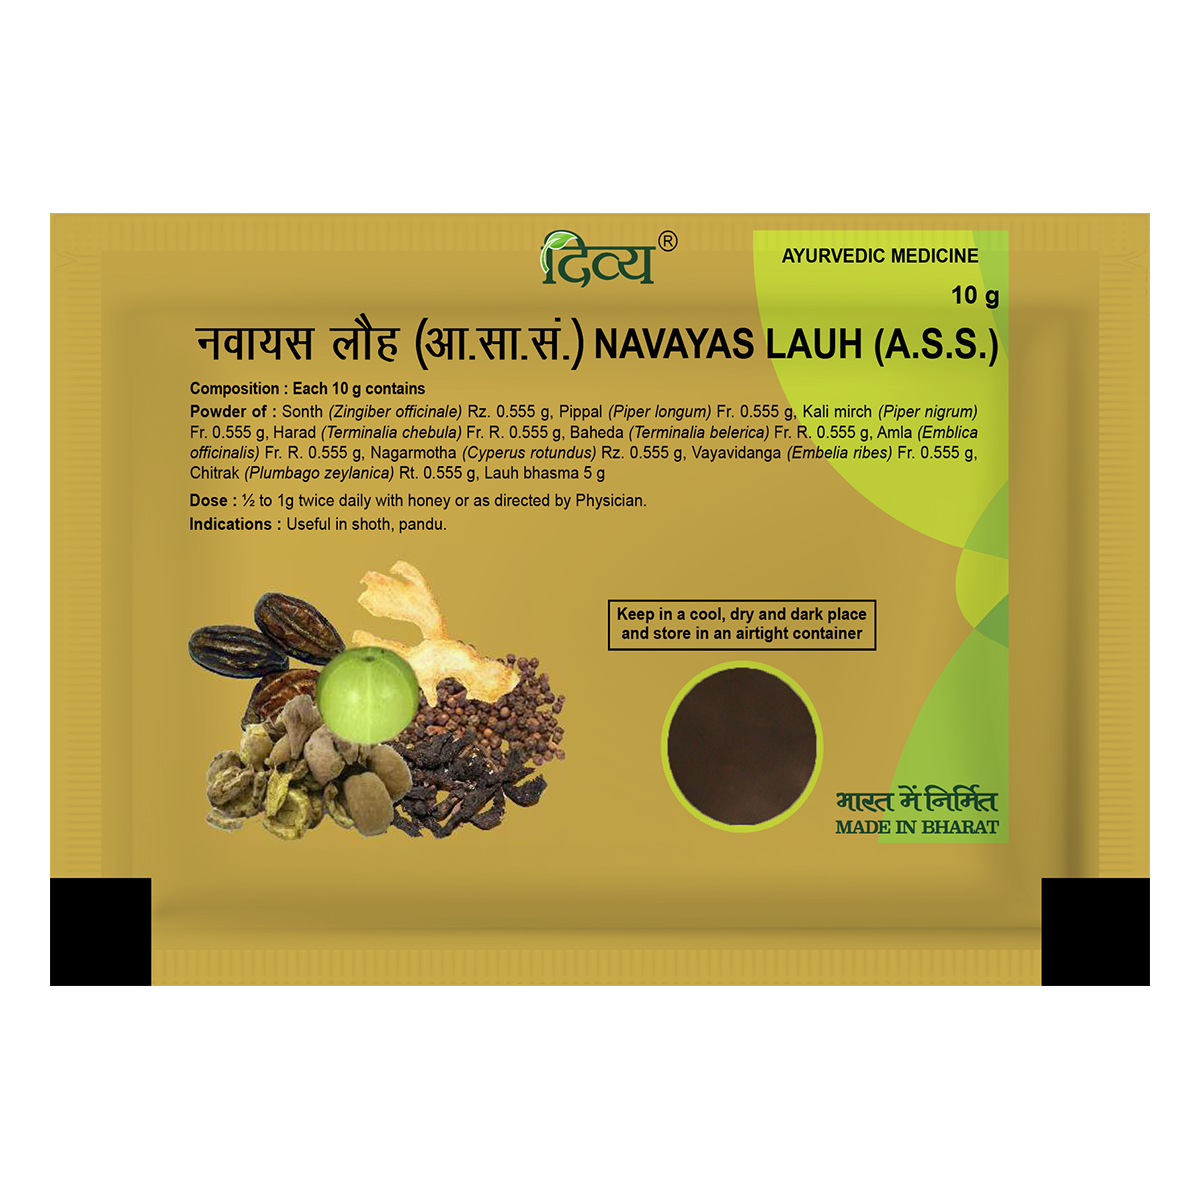 दिव्य®
AYURVEDIC MEDICINE
10 g
नवायस लौह (आ.सा.सं.) NAVAYAS LAUH (A.S.S.)
Composition : Each 10 g contains
Powder of : Sonth (Zingiber officinale) Rz. 0.555 g, Pippal (Piper longum) Fr. 0.555 g, Kali mirch (Piper nigrum)
Fr. 0.555 g, Harad (Terminalia chebula) Fr. R. 0.555 g, Baheda (Terminalia belerica) Fr. R. 0.555 g, Amla (Emblica
officinalis) Fr. R. 0.555 g, Nagarmotha (Cyperus rotundus) Rz. 0.555 g, Vayavidanga (Embelia ribes) Fr. 0.555 g,
Chitrak (Plumbago zeylanica) Rt. 0.555 g, Lauh bhasma 5 g
Dose : ½ to 1g twice daily with honey or as directed by Physician.
Indications : Useful in shoth, pandu.
Keep in a cool, dry and dark place
and store in an airtight container
भारत में निर्मित
MADE IN BHARAT